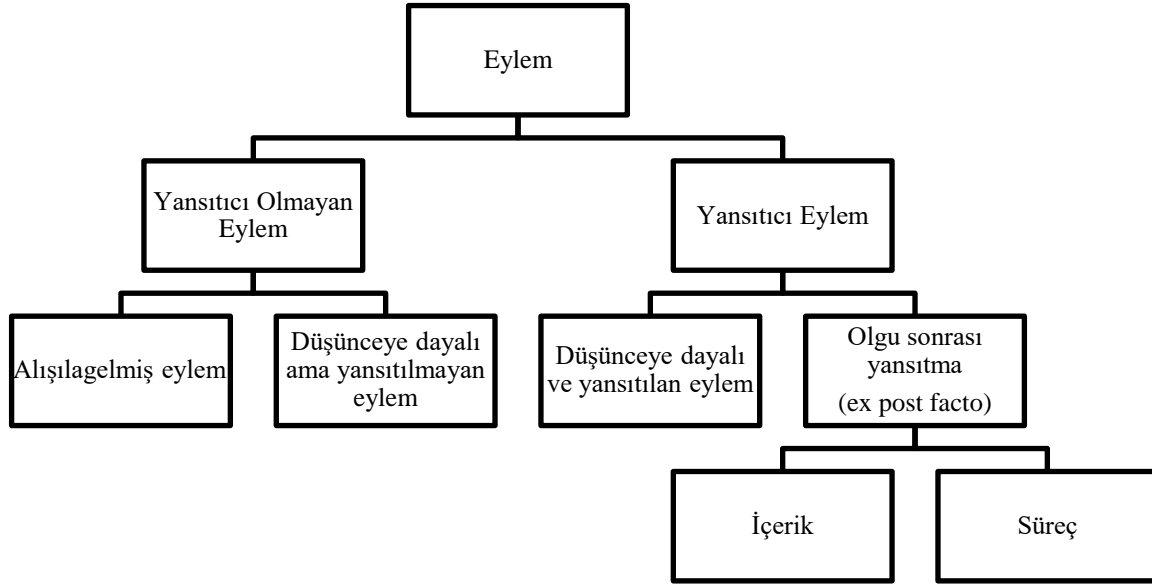 Eylem
Yansıtıcı Olmayan
Eylem
Yansıtıcı Eylem
Alışılagelmiş eylem
Düşünceye dayalı
ama yansıtılmayan
eylem
Düşünceye dayalı
ve yansıtılan eylem
Olgu sonrası
yansıtma
(ex post facto)
İçerik
Süreç